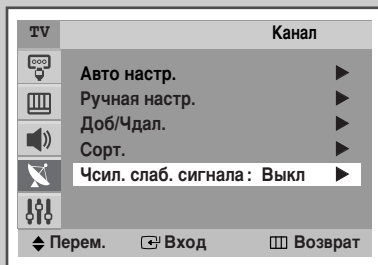 TV
Канал
Авто настр.
Ручная настр.
Доб/Чдал.
Сорт.
Чсил. слаб. сигнала : Выкл
Перем. Вход Возврат